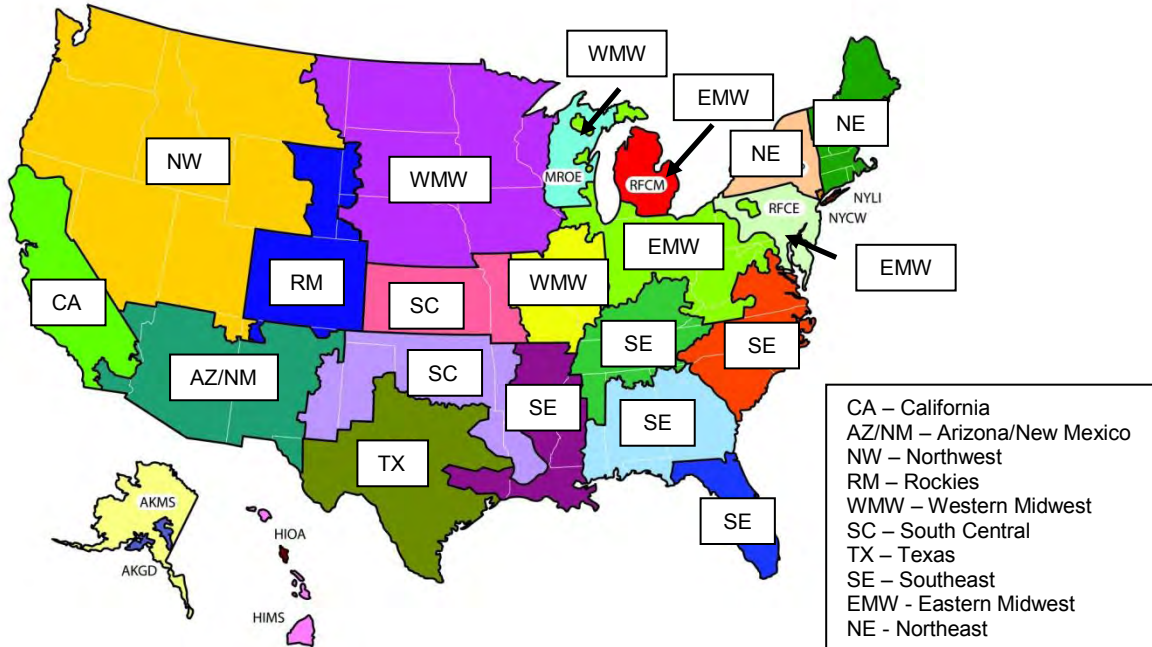 WMW
EMW
NE
NE
NW
WMW
MROE
RFCM
RFCE
NYLI
NYCW
EMW
EMW
CA
RM
SC
WMW
SE
SE
AZ/NM
SC
SE
SE
TX
SE
AKMS
AKGD
HIOA
HIMS
CA – California
AZ/NM – Arizona/New Mexico
NW – Northwest
RM – Rockies
WMW – Western Midwest
SC – South Central
TX – Texas
SE – Southeast
EMW - Eastern Midwest
NE - Northeast